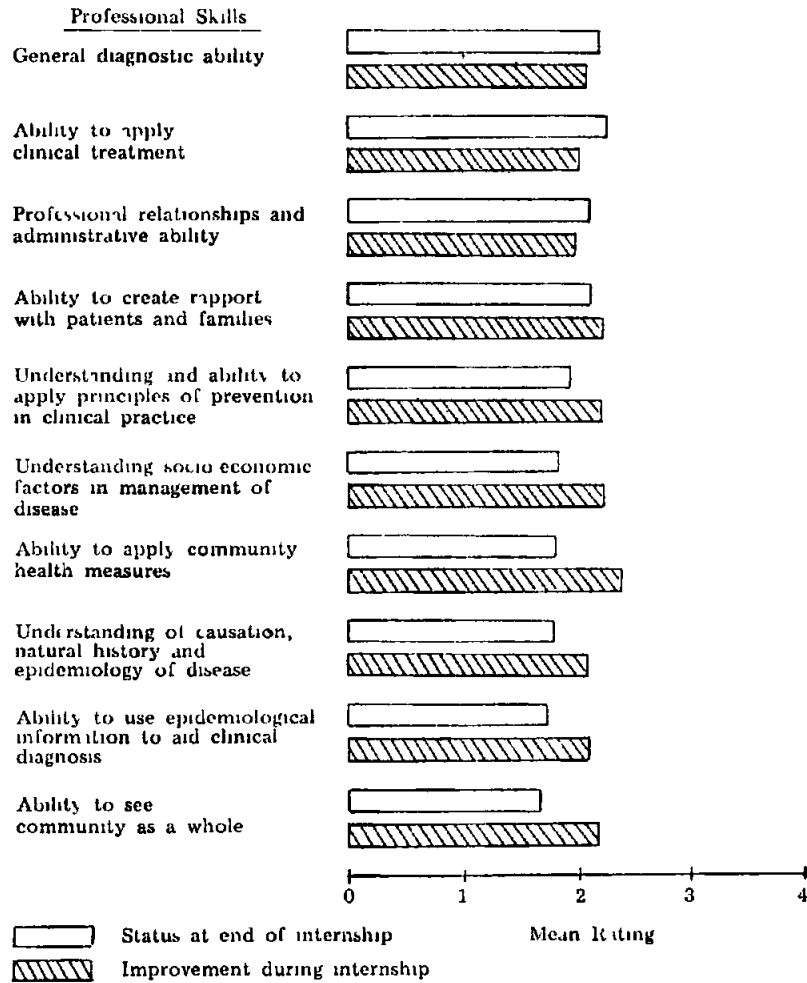 Professional Skills
General diagnostic ability
Ability to apply
clinical treatment
Professional relationships and
administrative ability
Ability to create rapport
with patients and families
Understanding and ability to
apply principles of prevention
in clinical practice
Understanding socio economic
factors in management of
disease
Ability to apply community
health measures
Understanding of causation,
natural history and
epidemiology of disease
Ability to use epidemiological
information to aid clinical
diagnosis
Ability to see
community as a whole
0 1 2 3 4
Status at end of internship Mean Rating
Improvement during internship